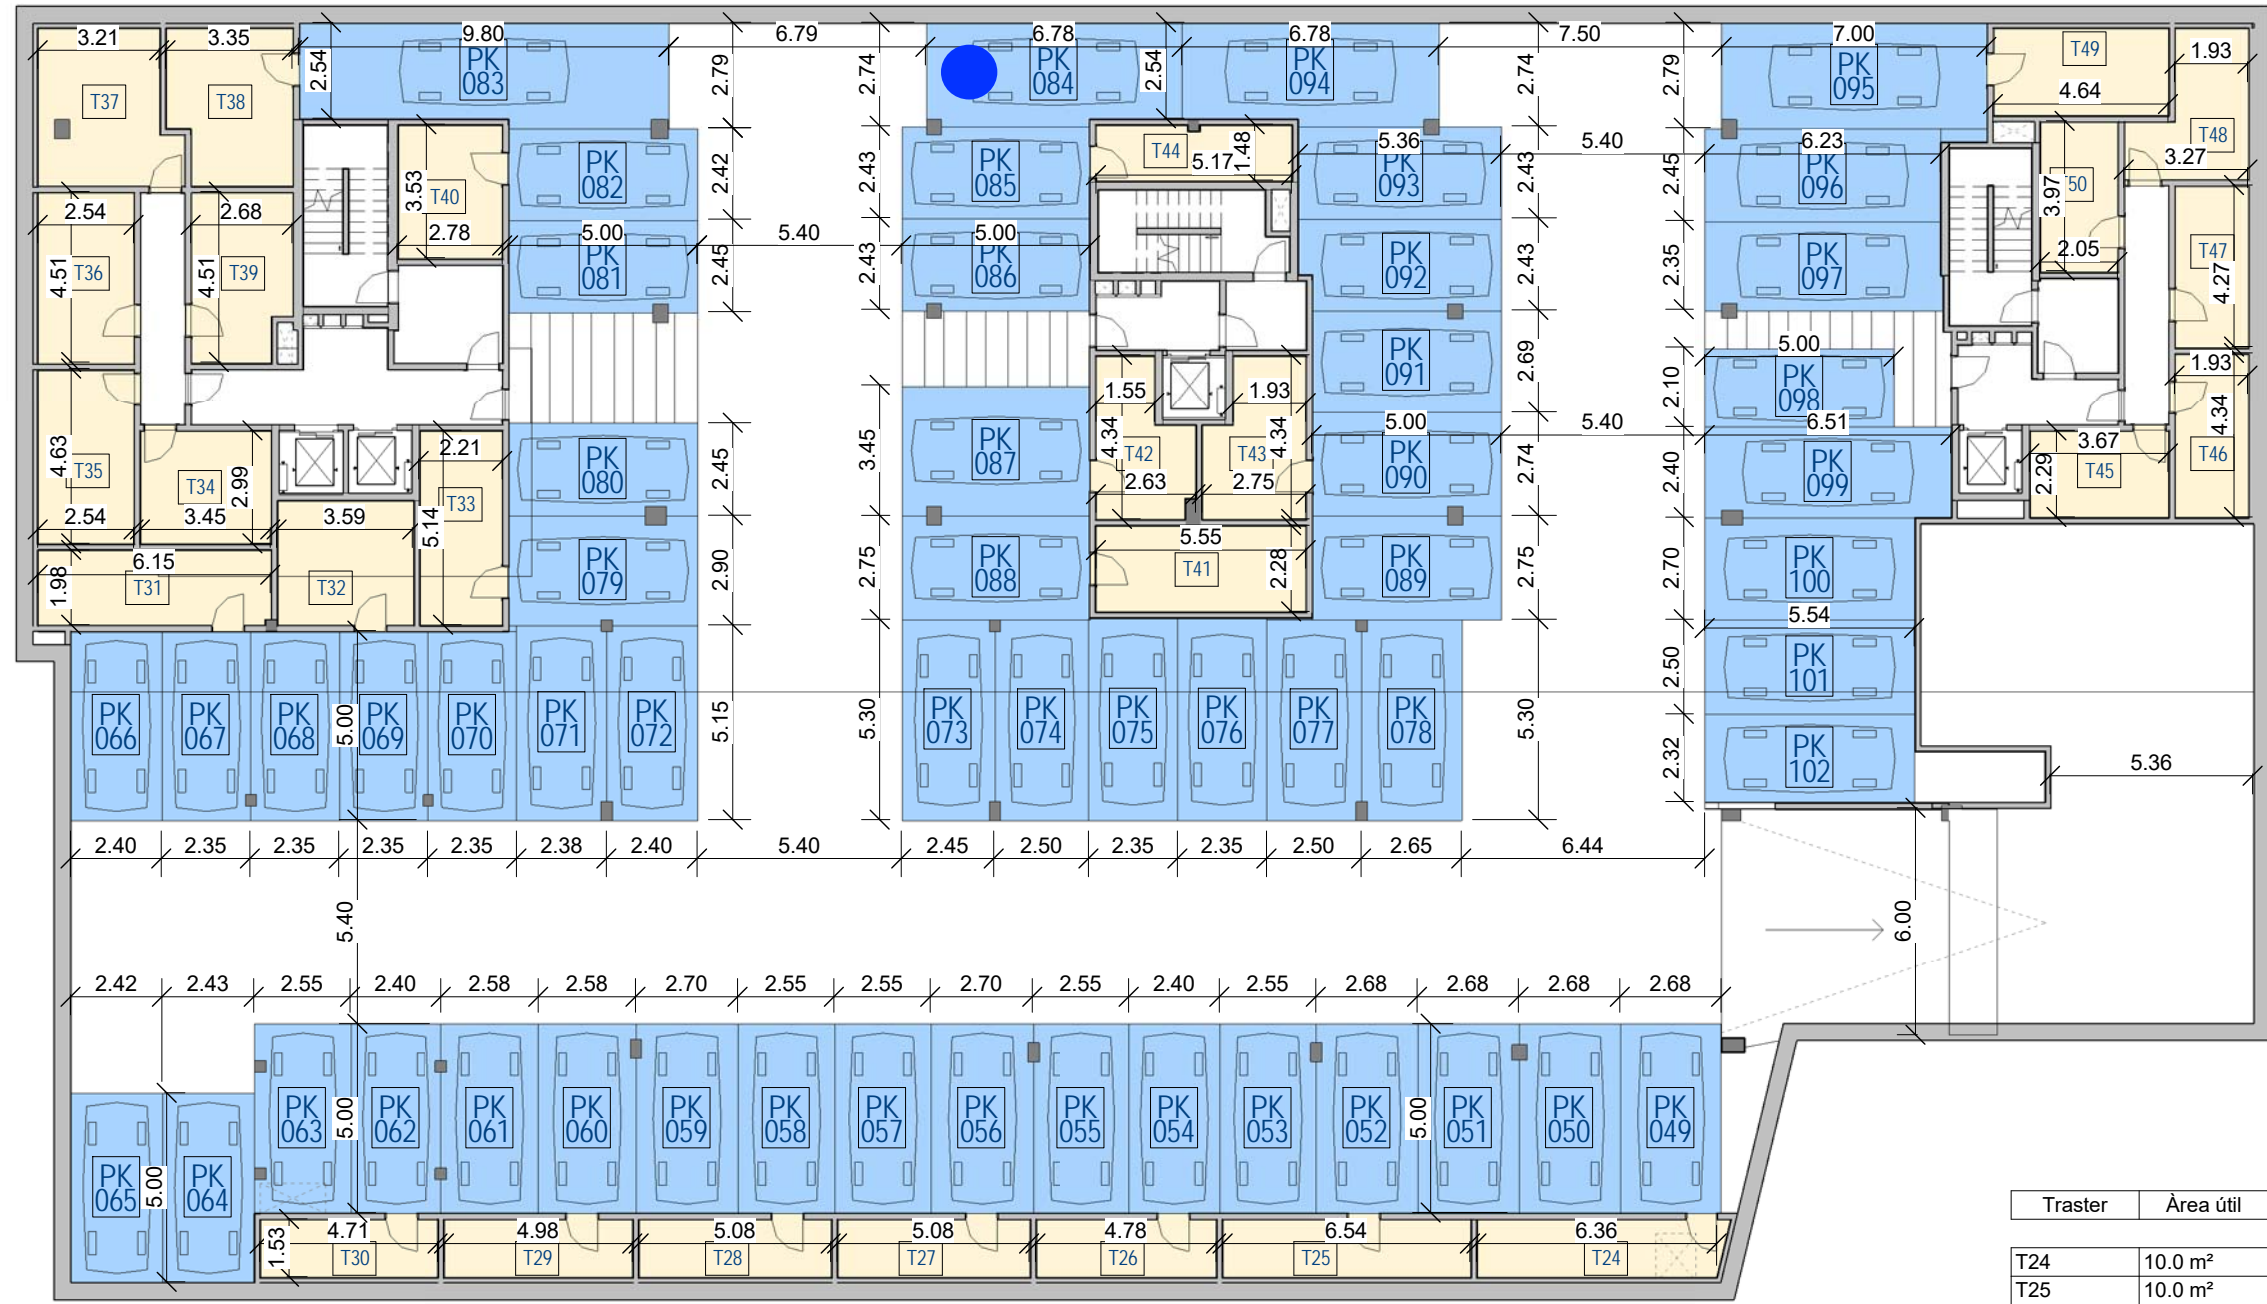 3.21
3.35
9.80
6.79
6.78
6.78
7.50
7.00
T49
1.93
T37
T38
2.54
PK
083
2.79
2.74
PK
084
2.54
PK
094
2.74
2.79
PK
095
4.64
T48
3.27
T40
3.53
2.78
PK
082
2.42
2.43
PK
085
T44
5.17
1.48
5.36
PK
093
2.43
5.40
2.45
6.23
PK
096
3.97
T50
2.05
2.54
T36
4.51
2.68
T39
4.51
5.00
PK
081
2.45
5.40
2.43
5.00
PK
086
PK
092
2.43
2.35
PK
097
T47
4.27
PK
091
2.69
5.00
PK
098
2.10
1.93
4.34
T46
4.63
T35
2.54
T34
3.45
2.99
3.59
2.21
T33
5.14
PK
080
2.45
3.45
PK
087
1.55
4.34
T42
2.63
1.93
T43
4.34
2.75
5.00
PK
090
2.74
5.40
2.40
6.51
PK
099
3.67
2.29
T45
1.98
6.15
T31
T32
PK
079
2.90
2.75
PK
088
5.55
T41
2.28
PK
089
2.75
2.70
PK
100
5.54
PK
066
PK
067
PK
068
5.00
PK
069
PK
070
PK
071
PK
072
5.15
5.30
PK
073
PK
074
PK
075
PK
076
PK
077
PK
078
5.30
2.50
PK
101
2.32
PK
102
5.36
2.40
2.35
2.35
2.35
2.35
2.38
2.40
5.40
2.45
2.50
2.35
2.35
2.50
2.65
6.44
5.40
6.00
2.42
2.43
2.55
2.40
2.58
2.58
2.70
2.55
2.55
2.70
2.55
2.40
2.55
2.68
2.68
2.68
2.68
PK
065
5.00
PK
064
PK
063
5.00
PK
062
PK
061
PK
060
PK
059
PK
058
PK
057
PK
056
PK
055
PK
054
PK
053
PK
052
5.00
PK
051
PK
050
PK
049
1.53
4.71
T30
4.98
T29
5.08
T28
5.08
T27
4.78
T26
6.54
T25
6.36
T24
Traster Àrea útil
T24 10.0 m²
T25 10.0 m²